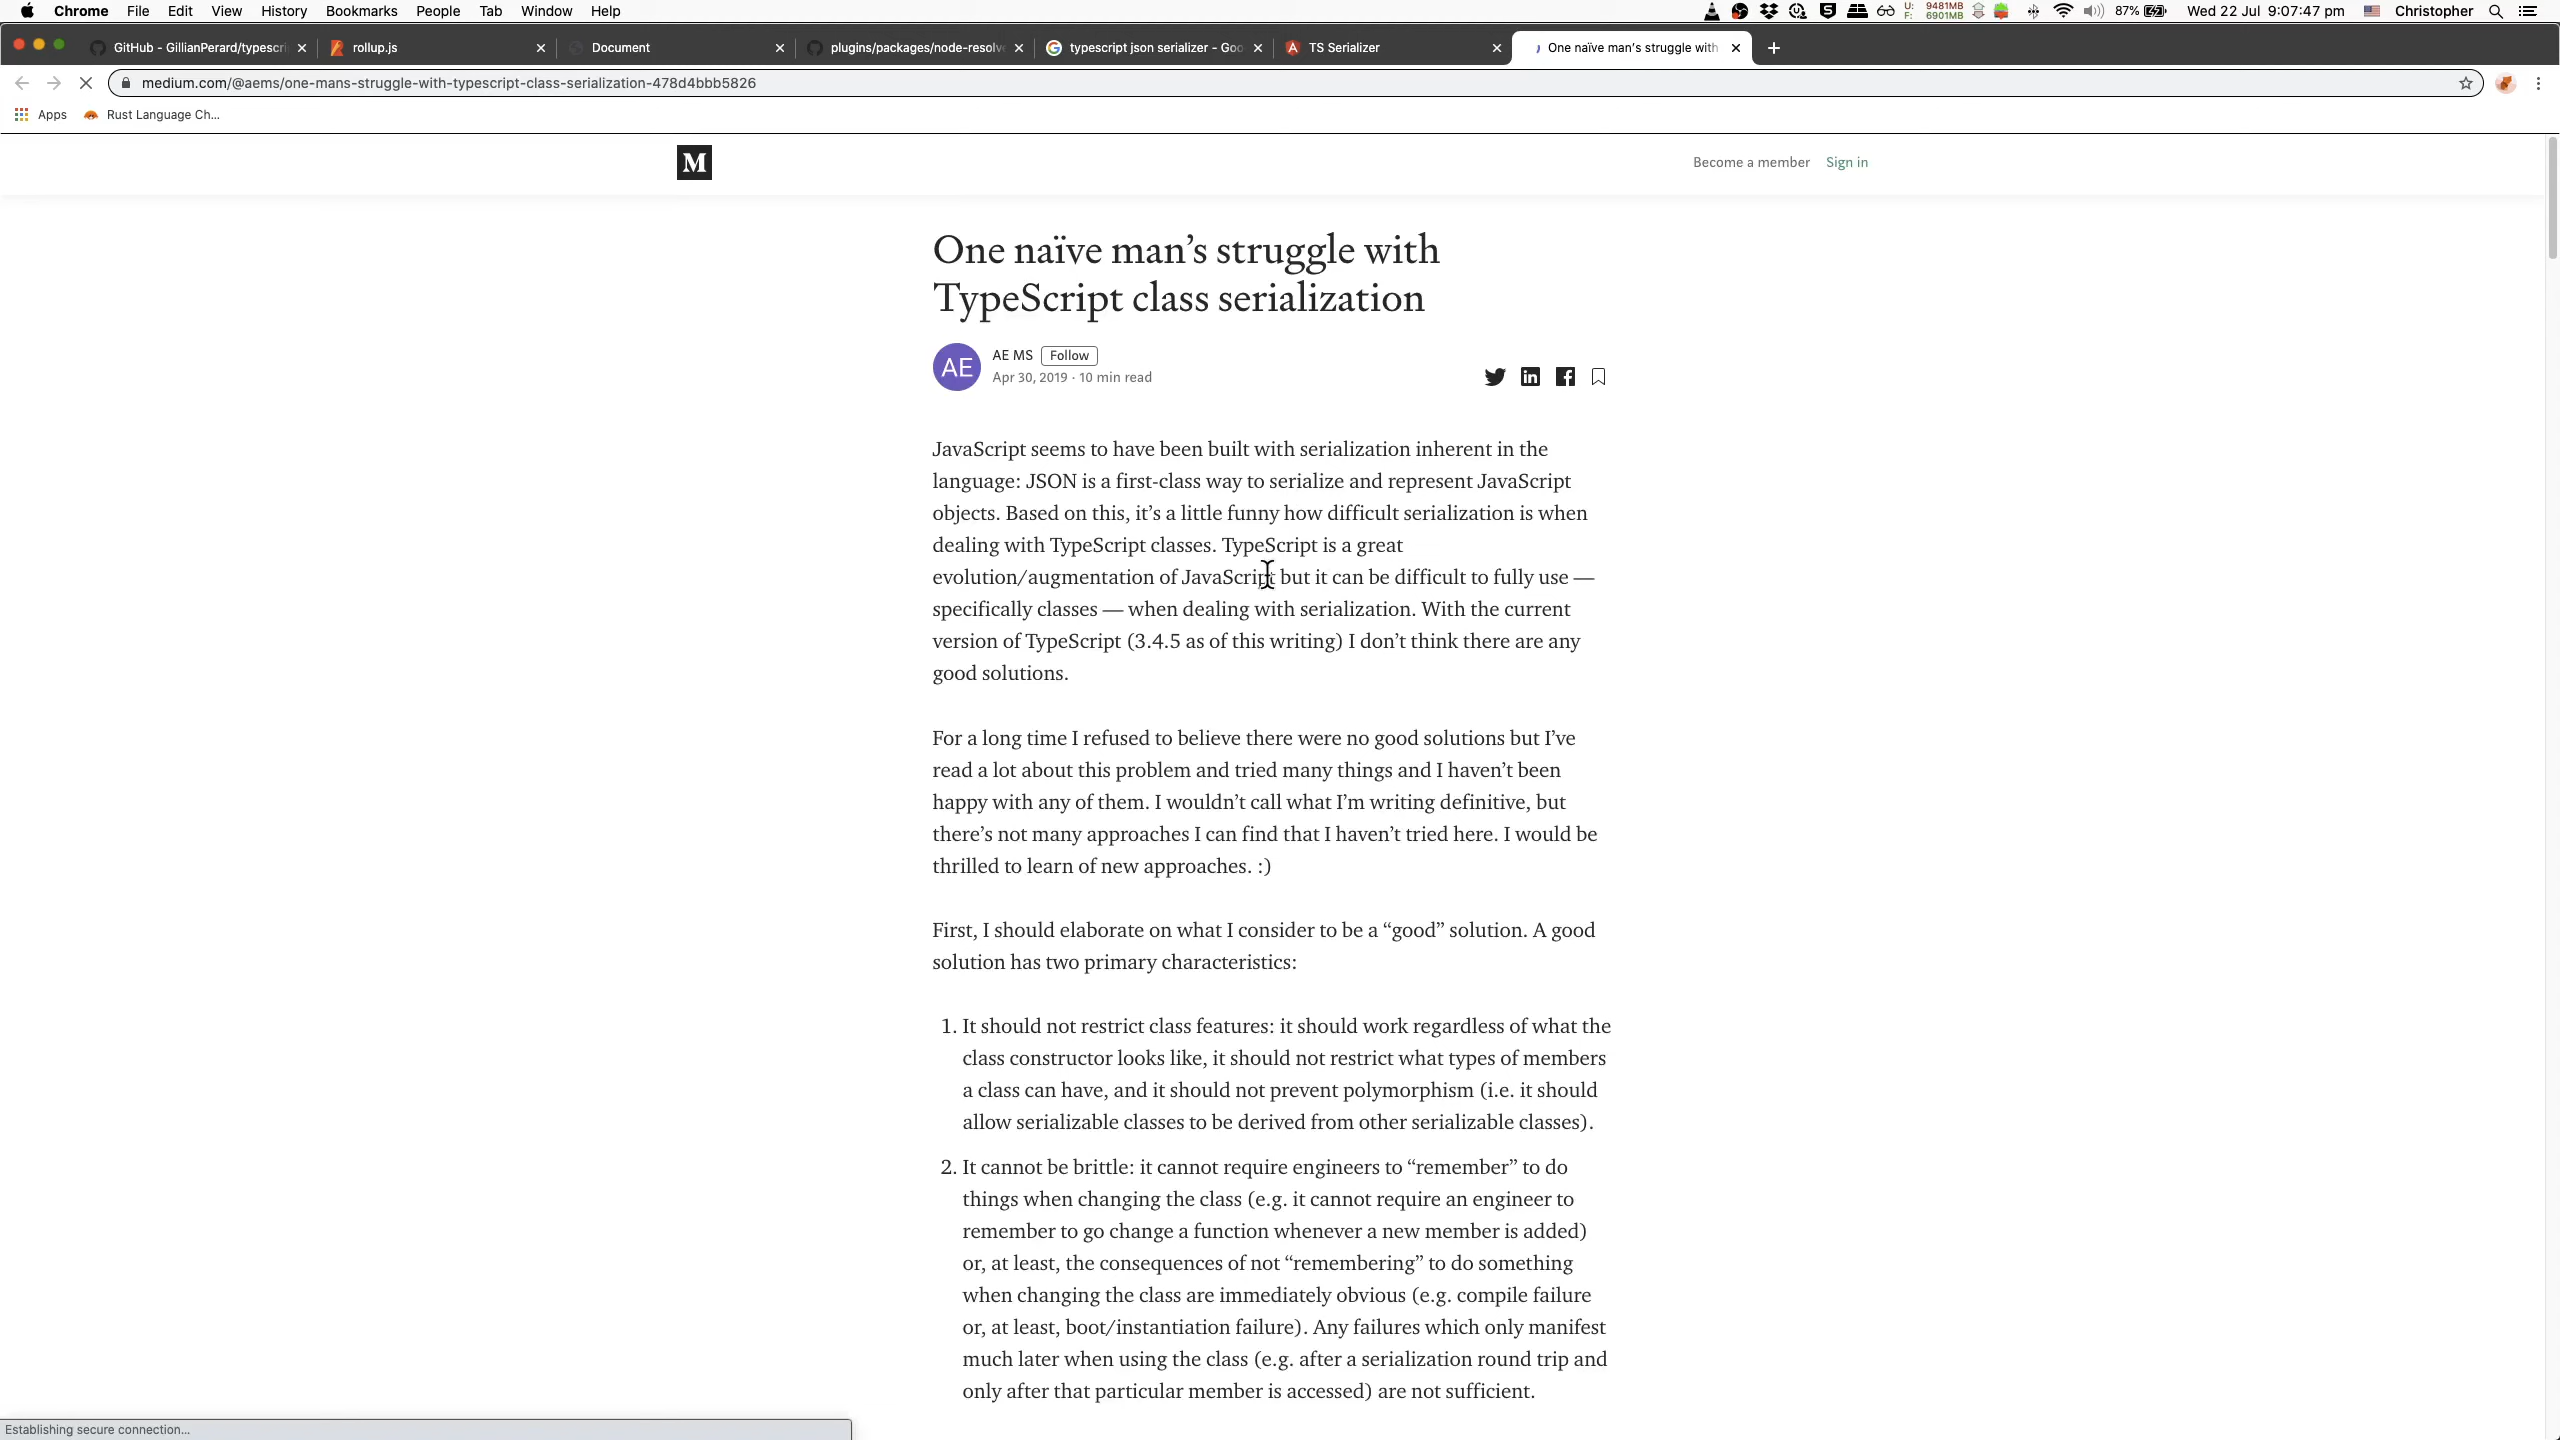 Chrome File Edit View History Bookmarks People Tab Window Help
U: 9481MB
F: 6901MB
87%
Wed 22 Jul 9:07:47 pm
Christopher
GitHub - GillianPerard/typescri
rollup.js
Document
plugins/packages/node-resolve
typescript json serializer - Goo
TS Serializer
One naïve man's struggle with
medium.com/@aems/one-mans-struggle-with-typescript-class-serialization-478d4bbb5826
Apps
Rust Language Ch...
M
Become a member Sign in
One naïve man’s struggle with
TypeScript class serialization
AE
AE MS Follow
Apr 30, 2019 · 10 min read
JavaScript seems to have been built with serialization inherent in the
language: JSON is a first-class way to serialize and represent JavaScript
objects. Based on this, it’s a little funny how difficult serialization is when
dealing with TypeScript classes. TypeScript is a great
evolution/augmentation of JavaScript but it can be difficult to fully use —
specifically classes — when dealing with serialization. With the current
version of TypeScript (3.4.5 as of this writing) I don’t think there are any
good solutions.
For a long time I refused to believe there were no good solutions but I’ve
read a lot about this problem and tried many things and I haven’t been
happy with any of them. I wouldn’t call what I’m writing definitive, but
there’s not many approaches I can find that I haven’t tried here. I would be
thrilled to learn of new approaches. :)
First, I should elaborate on what I consider to be a “good” solution. A good
solution has two primary characteristics:
1. It should not restrict class features: it should work regardless of what the
class constructor looks like, it should not restrict what types of members
a class can have, and it should not prevent polymorphism (i.e. it should
allow serializable classes to be derived from other serializable classes).
2. It cannot be brittle: it cannot require engineers to “remember” to do
things when changing the class (e.g. it cannot require an engineer to
remember to go change a function whenever a new member is added)
or, at least, the consequences of not “remembering” to do something
when changing the class are immediately obvious (e.g. compile failure
or, at least, boot/instantiation failure). Any failures which only manifest
much later when using the class (e.g. after a serialization round trip and
only after that particular member is accessed) are not sufficient.
Establishing secure connection...